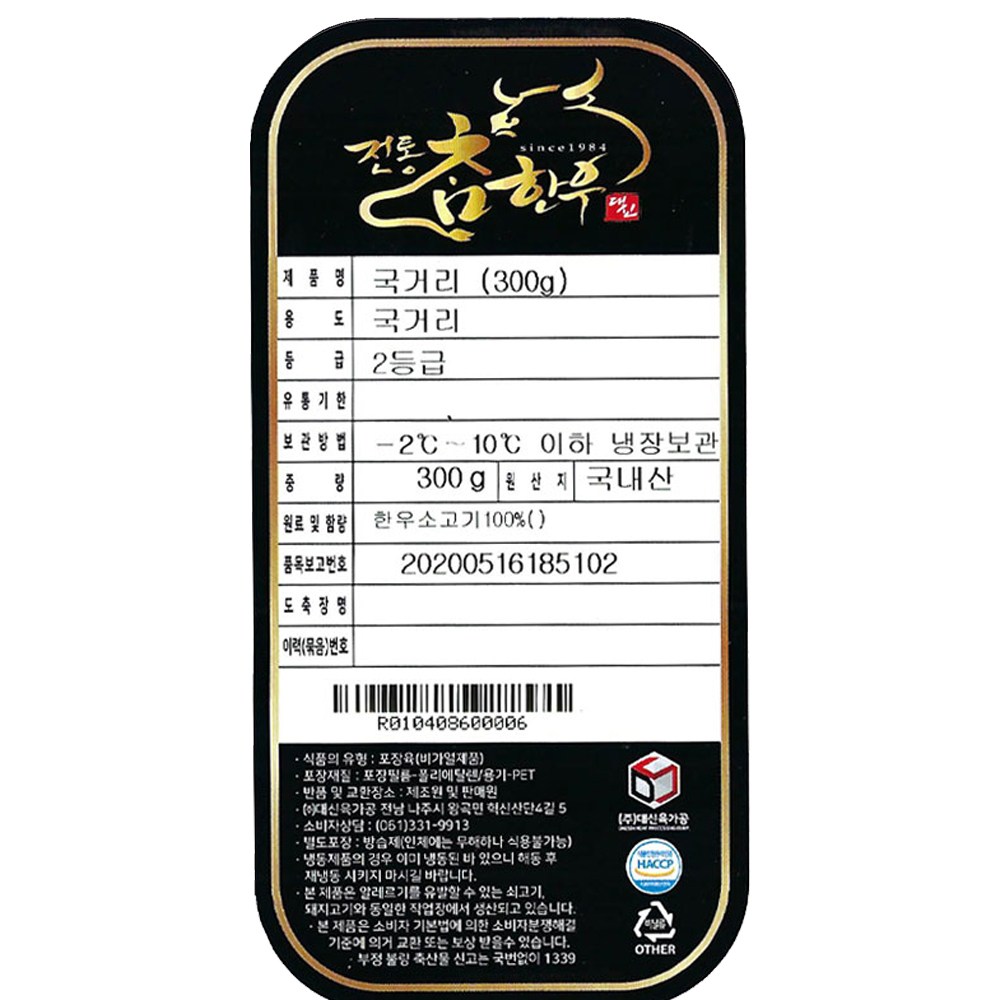 since1984
전통 참한우
대신
제품명 국거리 (300g)
용도 국거리
등급 2등급
유통기한
보관방법 -2℃~10℃ 이하 냉장보관
중량 300g 원산지 국내산
원료및함량 한우소고기100%()
품목보고번호 20200516185102
도축장명
이력(묶음)번호
R010408600006
· 식품의 유형 : 포장육(비가열제품)
· 포장재질 : 포장필름-폴리에틸렌/용기-PET
· 반품 및 교환장소 : 제조원 및 판매원
· ㈜대신육가공 전남 나주시 왕곡면 혁신산단4길 5
· 소비자상담 : (061)331-9913
· 별도포장 : 방습제(인체에는 무해하나 식용불가능)
· 냉동제품의 경우 이미 냉동된 바 있으니 해동 후
재냉동 시키지 마시길 바랍니다.
· 본 제품은 알레르기를 유발할 수 있는 쇠고기,
돼지고기와 동일한 작업장에서 생산되고 있습니다.
· 본 제품은 소비자 기본법에 의한 소비자분쟁해결
기준에 의거 교환 또는 보상 받을수 있습니다.
· 부정 불량 축산물 신고는 국번없이 1339
(주)대신육가공
HACCP
비닐류
OTHER